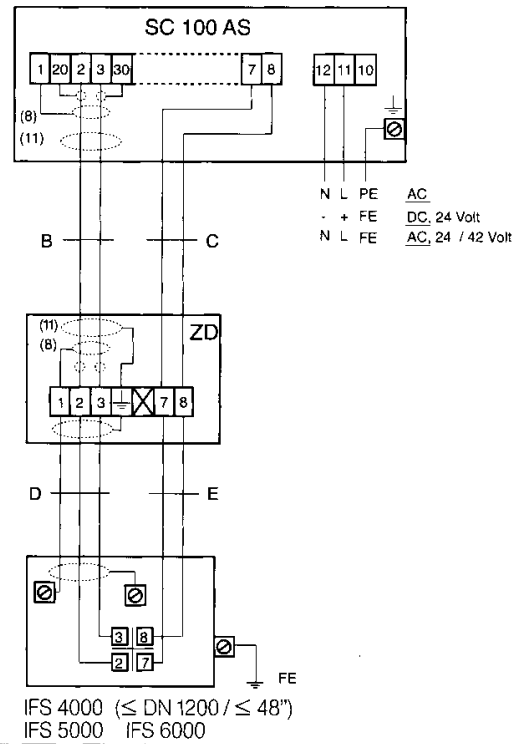 SC 100 AS
1 20 2 3 30 7 8 12 11 10
(8)
(11)
N L PE AC
- + FE DC, 24 Volt
N L FE AC, 24 / 42 Volt
B C
(11)
ZD
(8)
1 2 3 7 8
D E
3 8
2 7
FE
IFS 4000 (≤ DN 1200 / ≤ 48")
IFS 5000 IFS 6000